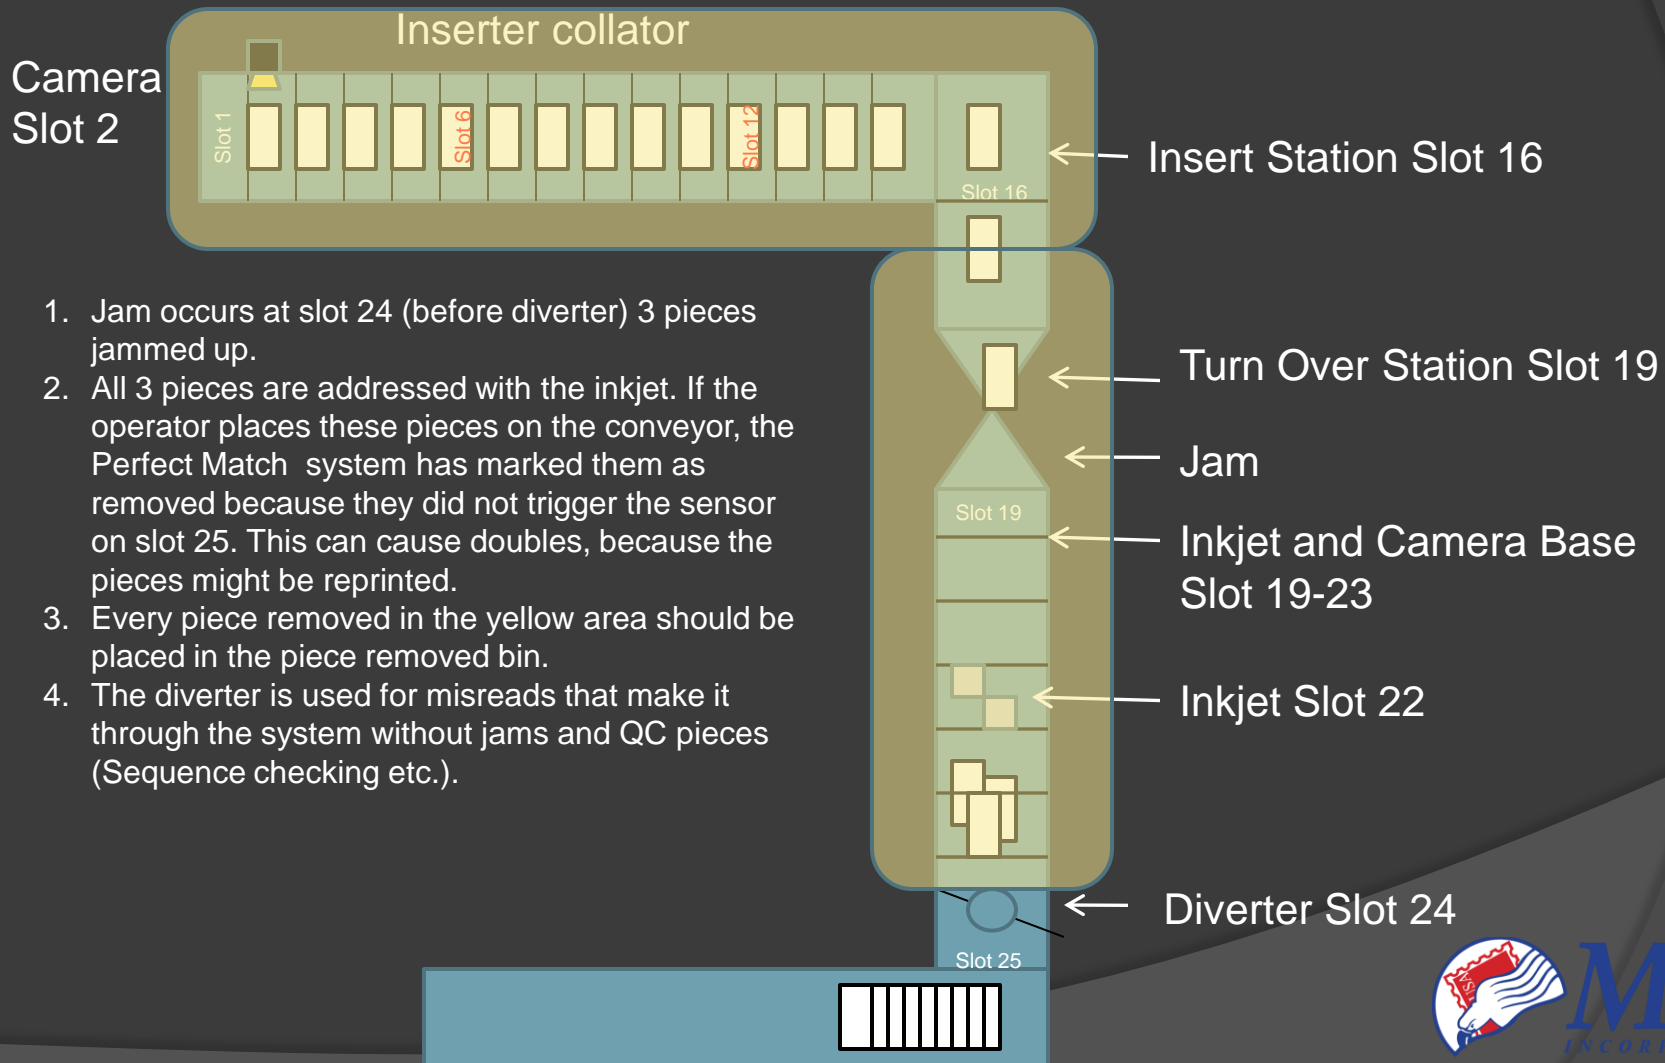 Inserter collator
Camera
Slot 2
Slot 1
Slot 6
Slot 12
Slot 16
Insert Station Slot 16
1. Jam occurs at slot 24 (before diverter) 3 pieces
jammed up.
2. All 3 pieces are addressed with the inkjet. If the
operator places these pieces on the conveyor, the
Perfect Match system has marked them as
removed because they did not trigger the sensor
on slot 25. This can cause doubles, because the
pieces might be reprinted.
3. Every piece removed in the yellow area should be
placed in the piece removed bin.
4. The diverter is used for misreads that make it
through the system without jams and QC pieces
(Sequence checking etc.).
Turn Over Station Slot 19
Jam
Slot 19
Inkjet and Camera Base
Slot 19-23
Inkjet Slot 22
Diverter Slot 24
Slot 25
USA
M
INCOR